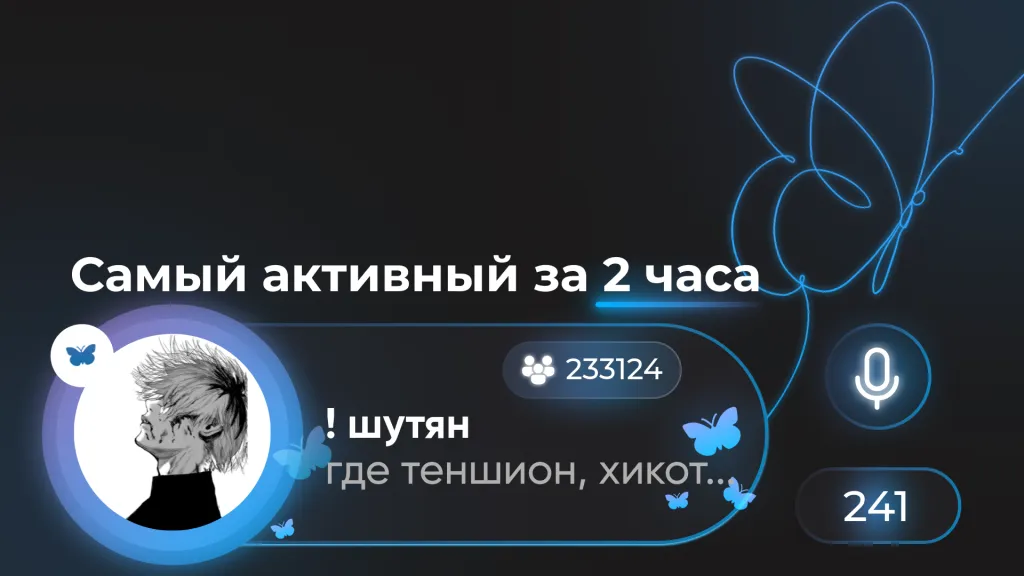 Самый активный за 2 часа
233124
! шутян
где теншион, хикот...
241